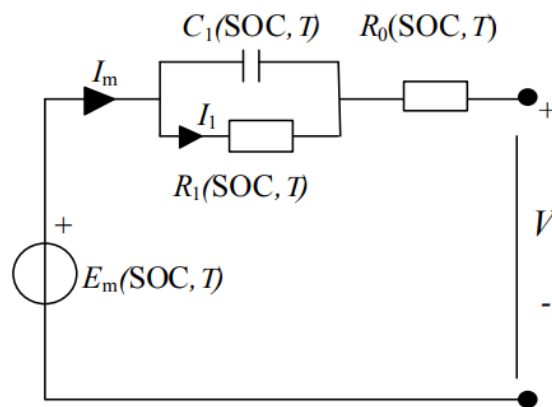 C₁(SOC, T)
R₀(SOC, T)
Iₘ
I₁
R₁(SOC, T)
+
+
Eₘ(SOC, T)
V
-